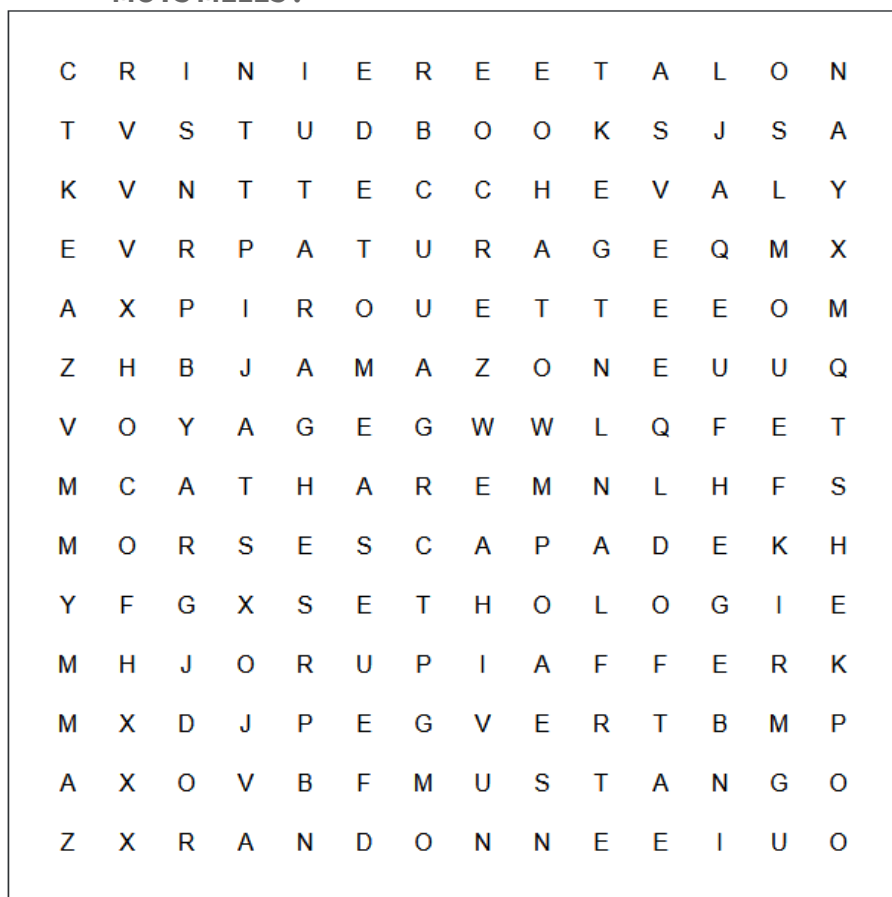 C R I N I E R E E T A L O N
T V S T U D B O O K S J S A
K V N T T E C C H E V A L Y
E V R P A T U R A G E Q M X
A X P I R O U E T T E E O M
Z H B J A M A Z O N E U U Q
V O Y A G E G W W L Q F E T
M C A T H A R E M N L H F S
M O R S E S C A P A D E K H
Y F G X S E T H O L O G I E
M H J O R U P I A F F E R K
M X D J P E G V E R T B M P
A X O V B F M U S T A N G O
Z X R A N D O N N E E I U O